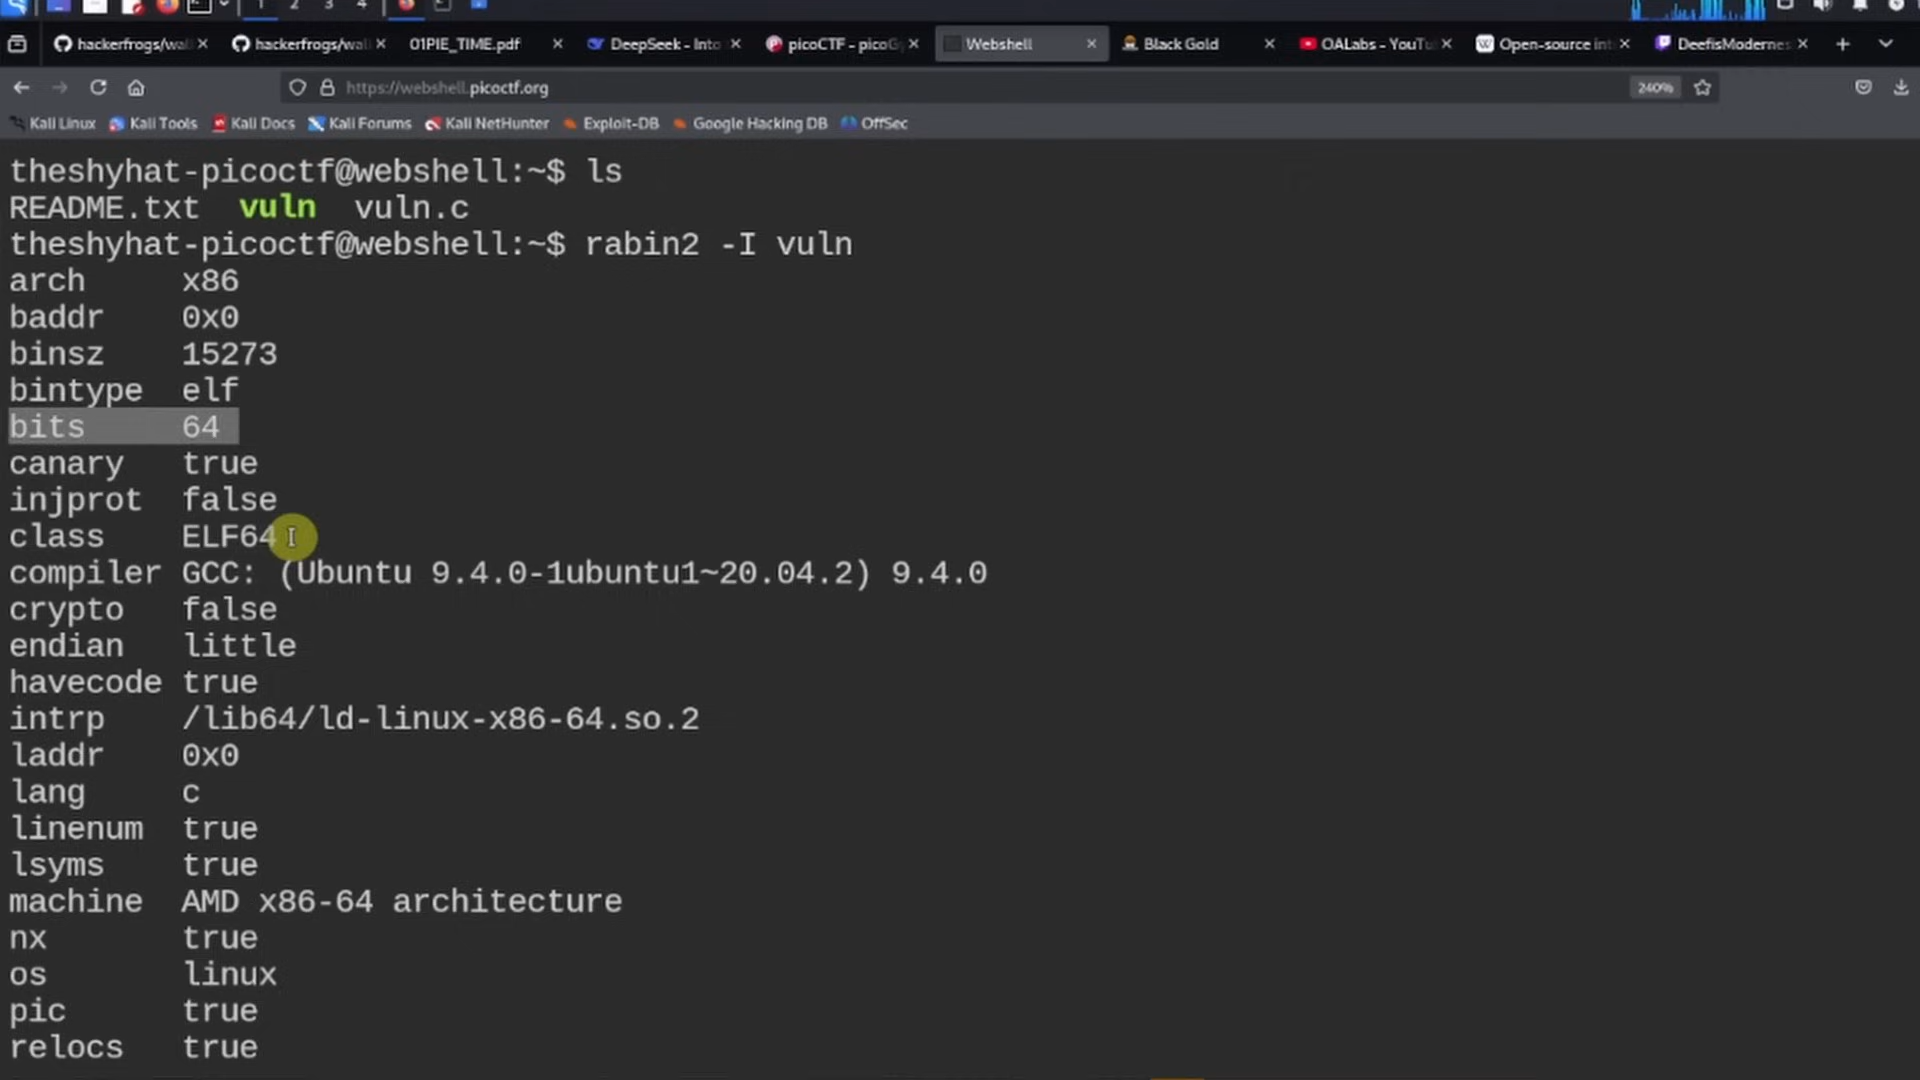 1 2 3 4
hackerfrogs/wal
hackerfrogs/wal
01PIE_TIME.pdf
DeepSeek - Into
picoCTF - picoGy
Webshell
Black Gold
OALabs - YouTu
Open-source int
DeefisModernes
https://webshell.picoctf.org
240%
Kali Linux
Kali Tools
Kali Docs
Kali Forums
Kali NetHunter
Exploit-DB
Google Hacking DB
OffSec
theshyhat-picoctf@webshell:~$ ls
README.txt vuln vuln.c
theshyhat-picoctf@webshell:~$ rabin2 -I vuln
arch x86
baddr 0x0
binsz 15273
bintype elf
bits 64
canary true
injprot false
class ELF64
compiler GCC: (Ubuntu 9.4.0-1ubuntu1~20.04.2) 9.4.0
crypto false
endian little
havecode true
intrp /lib64/ld-linux-x86-64.so.2
laddr 0x0
lang c
linenum true
lsyms true
machine AMD x86-64 architecture
nx true
os linux
pic true
relocs true